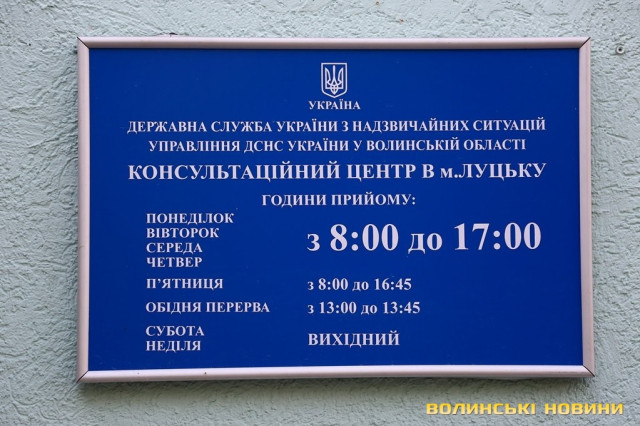 УКРАЇНА
ДЕРЖАВНА СЛУЖБА УКРАЇНИ З НАДЗВИЧАЙНИХ СИТУАЦІЙ
УПРАВЛІННЯ ДСНС УКРАЇНИ У ВОЛИНСЬКІЙ ОБЛАСТІ
КОНСУЛЬТАЦІЙНИЙ ЦЕНТР В м.ЛУЦЬКУ
ГОДИНИ ПРИЙОМУ:
ПОНЕДІЛОК
ВІВТОРОК
СЕРЕДА
ЧЕТВЕР
з 8:00 до 17:00
П'ЯТНИЦЯ з 8:00 до 16:45
ОБІДНЯ ПЕРЕРВА з 13:00 до 13:45
СУБОТА
НЕДІЛЯ
ВИХІДНИЙ
ВОЛИНСЬКІ НОВИНИ